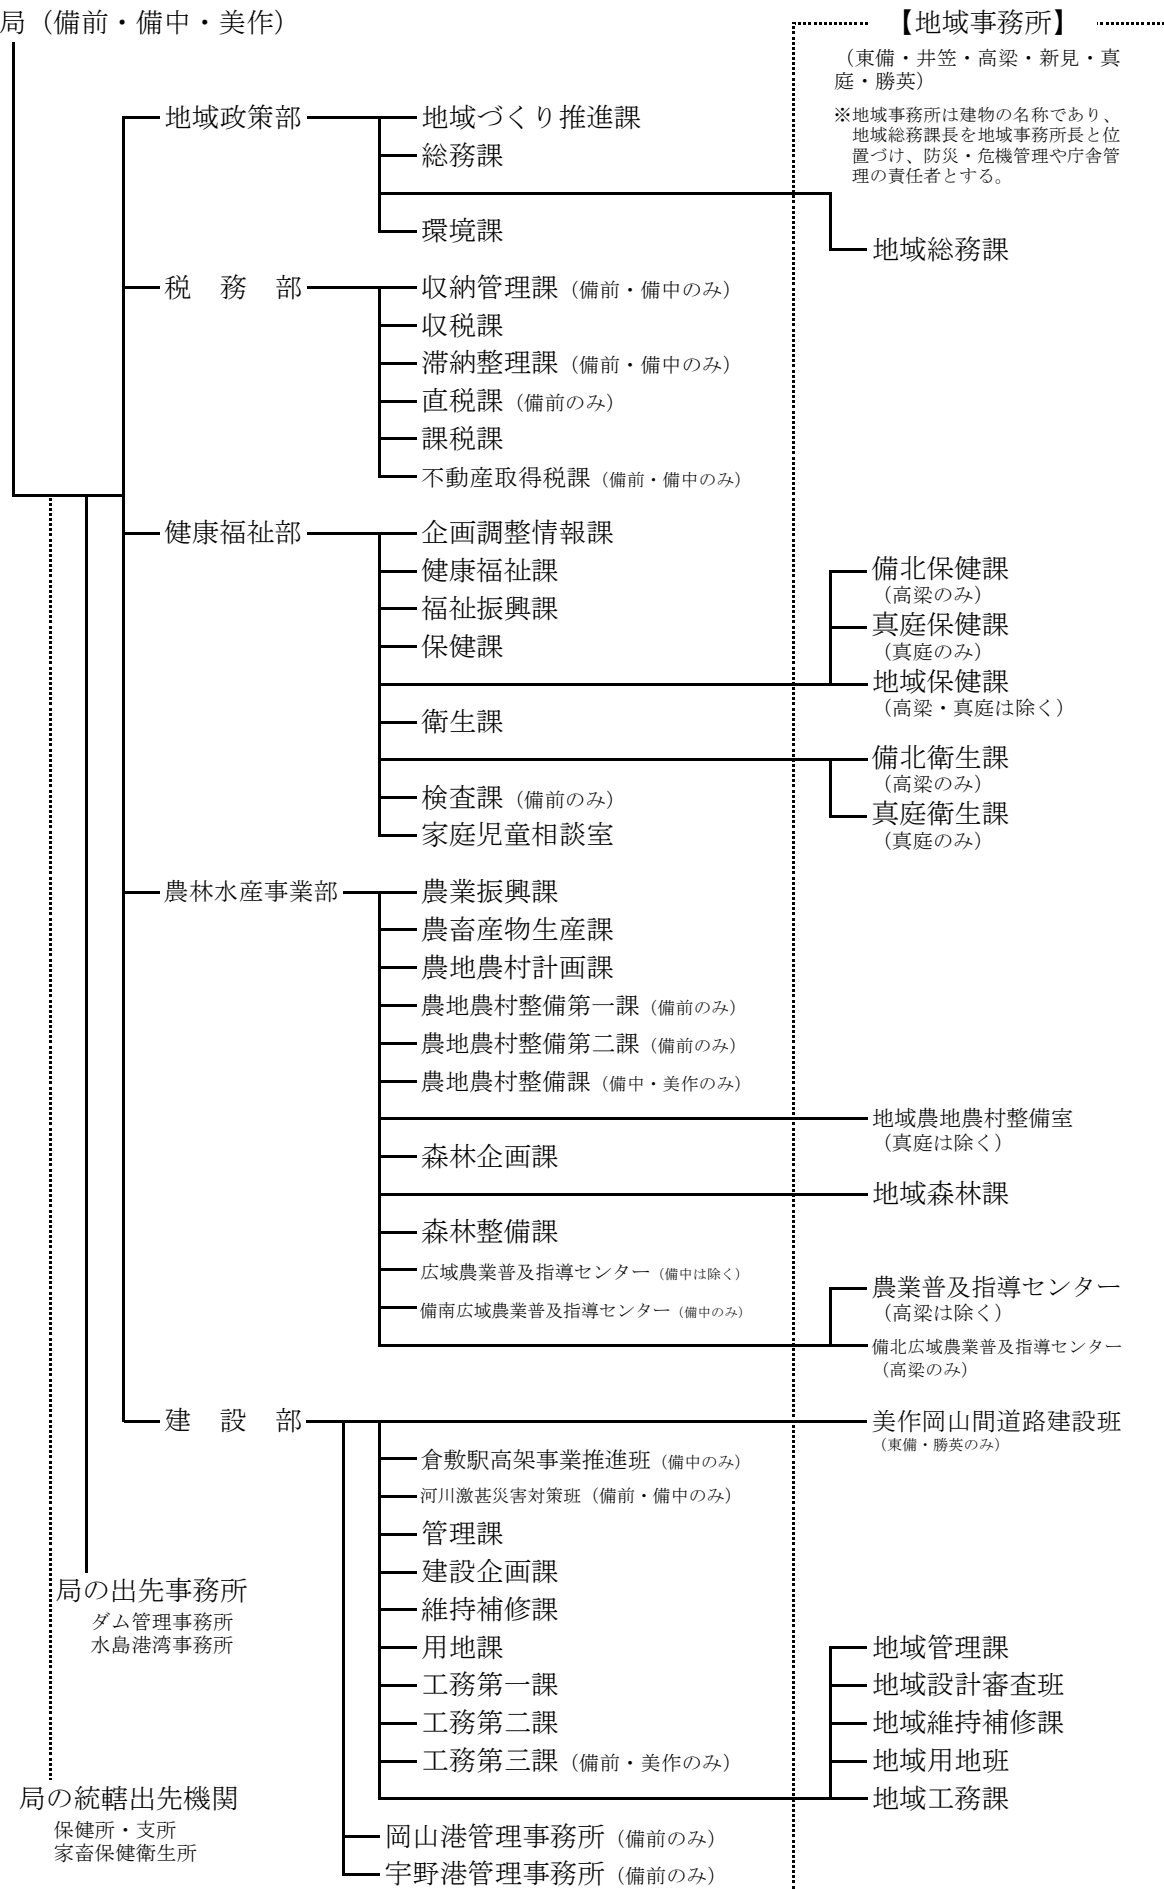 局（備前・備中・美作）
【地域事務所】
（東備・井笠・高梁・新見・真
庭・勝英）
※地域事務所は建物の名称であり、
地域総務課長を地域事務所長と位
置づけ、防災・危機管理や庁舎管
理の責任者とする。
地域政策部
地域づくり推進課
総務課
環境課
地域総務課
税　務　部
収納管理課（備前・備中のみ）
収税課
滞納整理課（備前・備中のみ）
直税課（備前のみ）
課税課
不動産取得税課（備前・備中のみ）
健康福祉部
企画調整情報課
健康福祉課
福祉振興課
保健課
備北保健課
（高梁のみ）
真庭保健課
（真庭のみ）
地域保健課
（高梁・真庭は除く）
衛生課
備北衛生課
（高梁のみ）
真庭衛生課
（真庭のみ）
検査課（備前のみ）
家庭児童相談室
農林水産事業部
農業振興課
農畜産物生産課
農地農村計画課
農地農村整備第一課（備前のみ）
農地農村整備第二課（備前のみ）
農地農村整備課（備中・美作のみ）
地域農地農村整備室
（真庭は除く）
森林企画課
地域森林課
森林整備課
広域農業普及指導センター（備中は除く）
備南広域農業普及指導センター（備中のみ）
農業普及指導センター
（高梁は除く）
備北広域農業普及指導センター
（高梁のみ）
建　設　部
美作岡山間道路建設班
（東備・勝英のみ）
倉敷駅高架事業推進班（備中のみ）
河川激甚災害対策班（備前・備中のみ）
管理課
建設企画課
維持補修課
用地課
工務第一課
工務第二課
工務第三課（備前・美作のみ）
地域管理課
地域設計審査班
地域維持補修課
地域用地班
地域工務課
岡山港管理事務所（備前のみ）
宇野港管理事務所（備前のみ）
局の出先事務所
ダム管理事務所
水島港湾事務所
局の統轄出先機関
保健所・支所
家畜保健衛生所